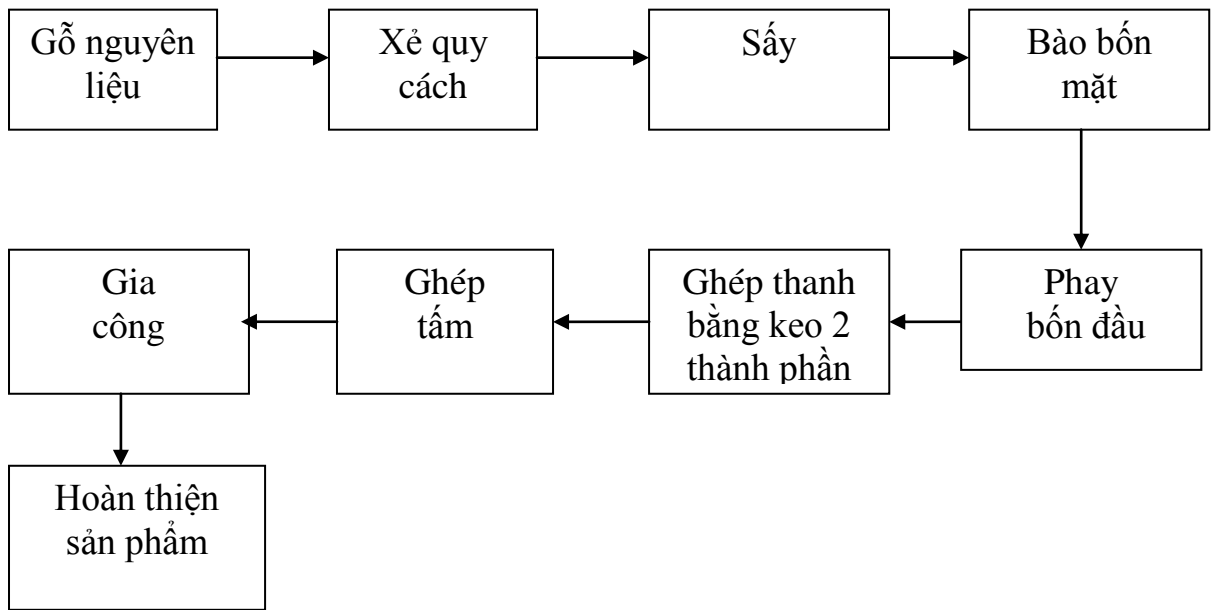 Gỗ nguyên
liệu
Xẻ quy
cách
Sấy
Bào bốn
mặt
Phay
bốn đầu
Ghép thanh
bằng keo 2
thành phần
Ghép
tấm
Gia
công
Hoàn thiện
sản phẩm